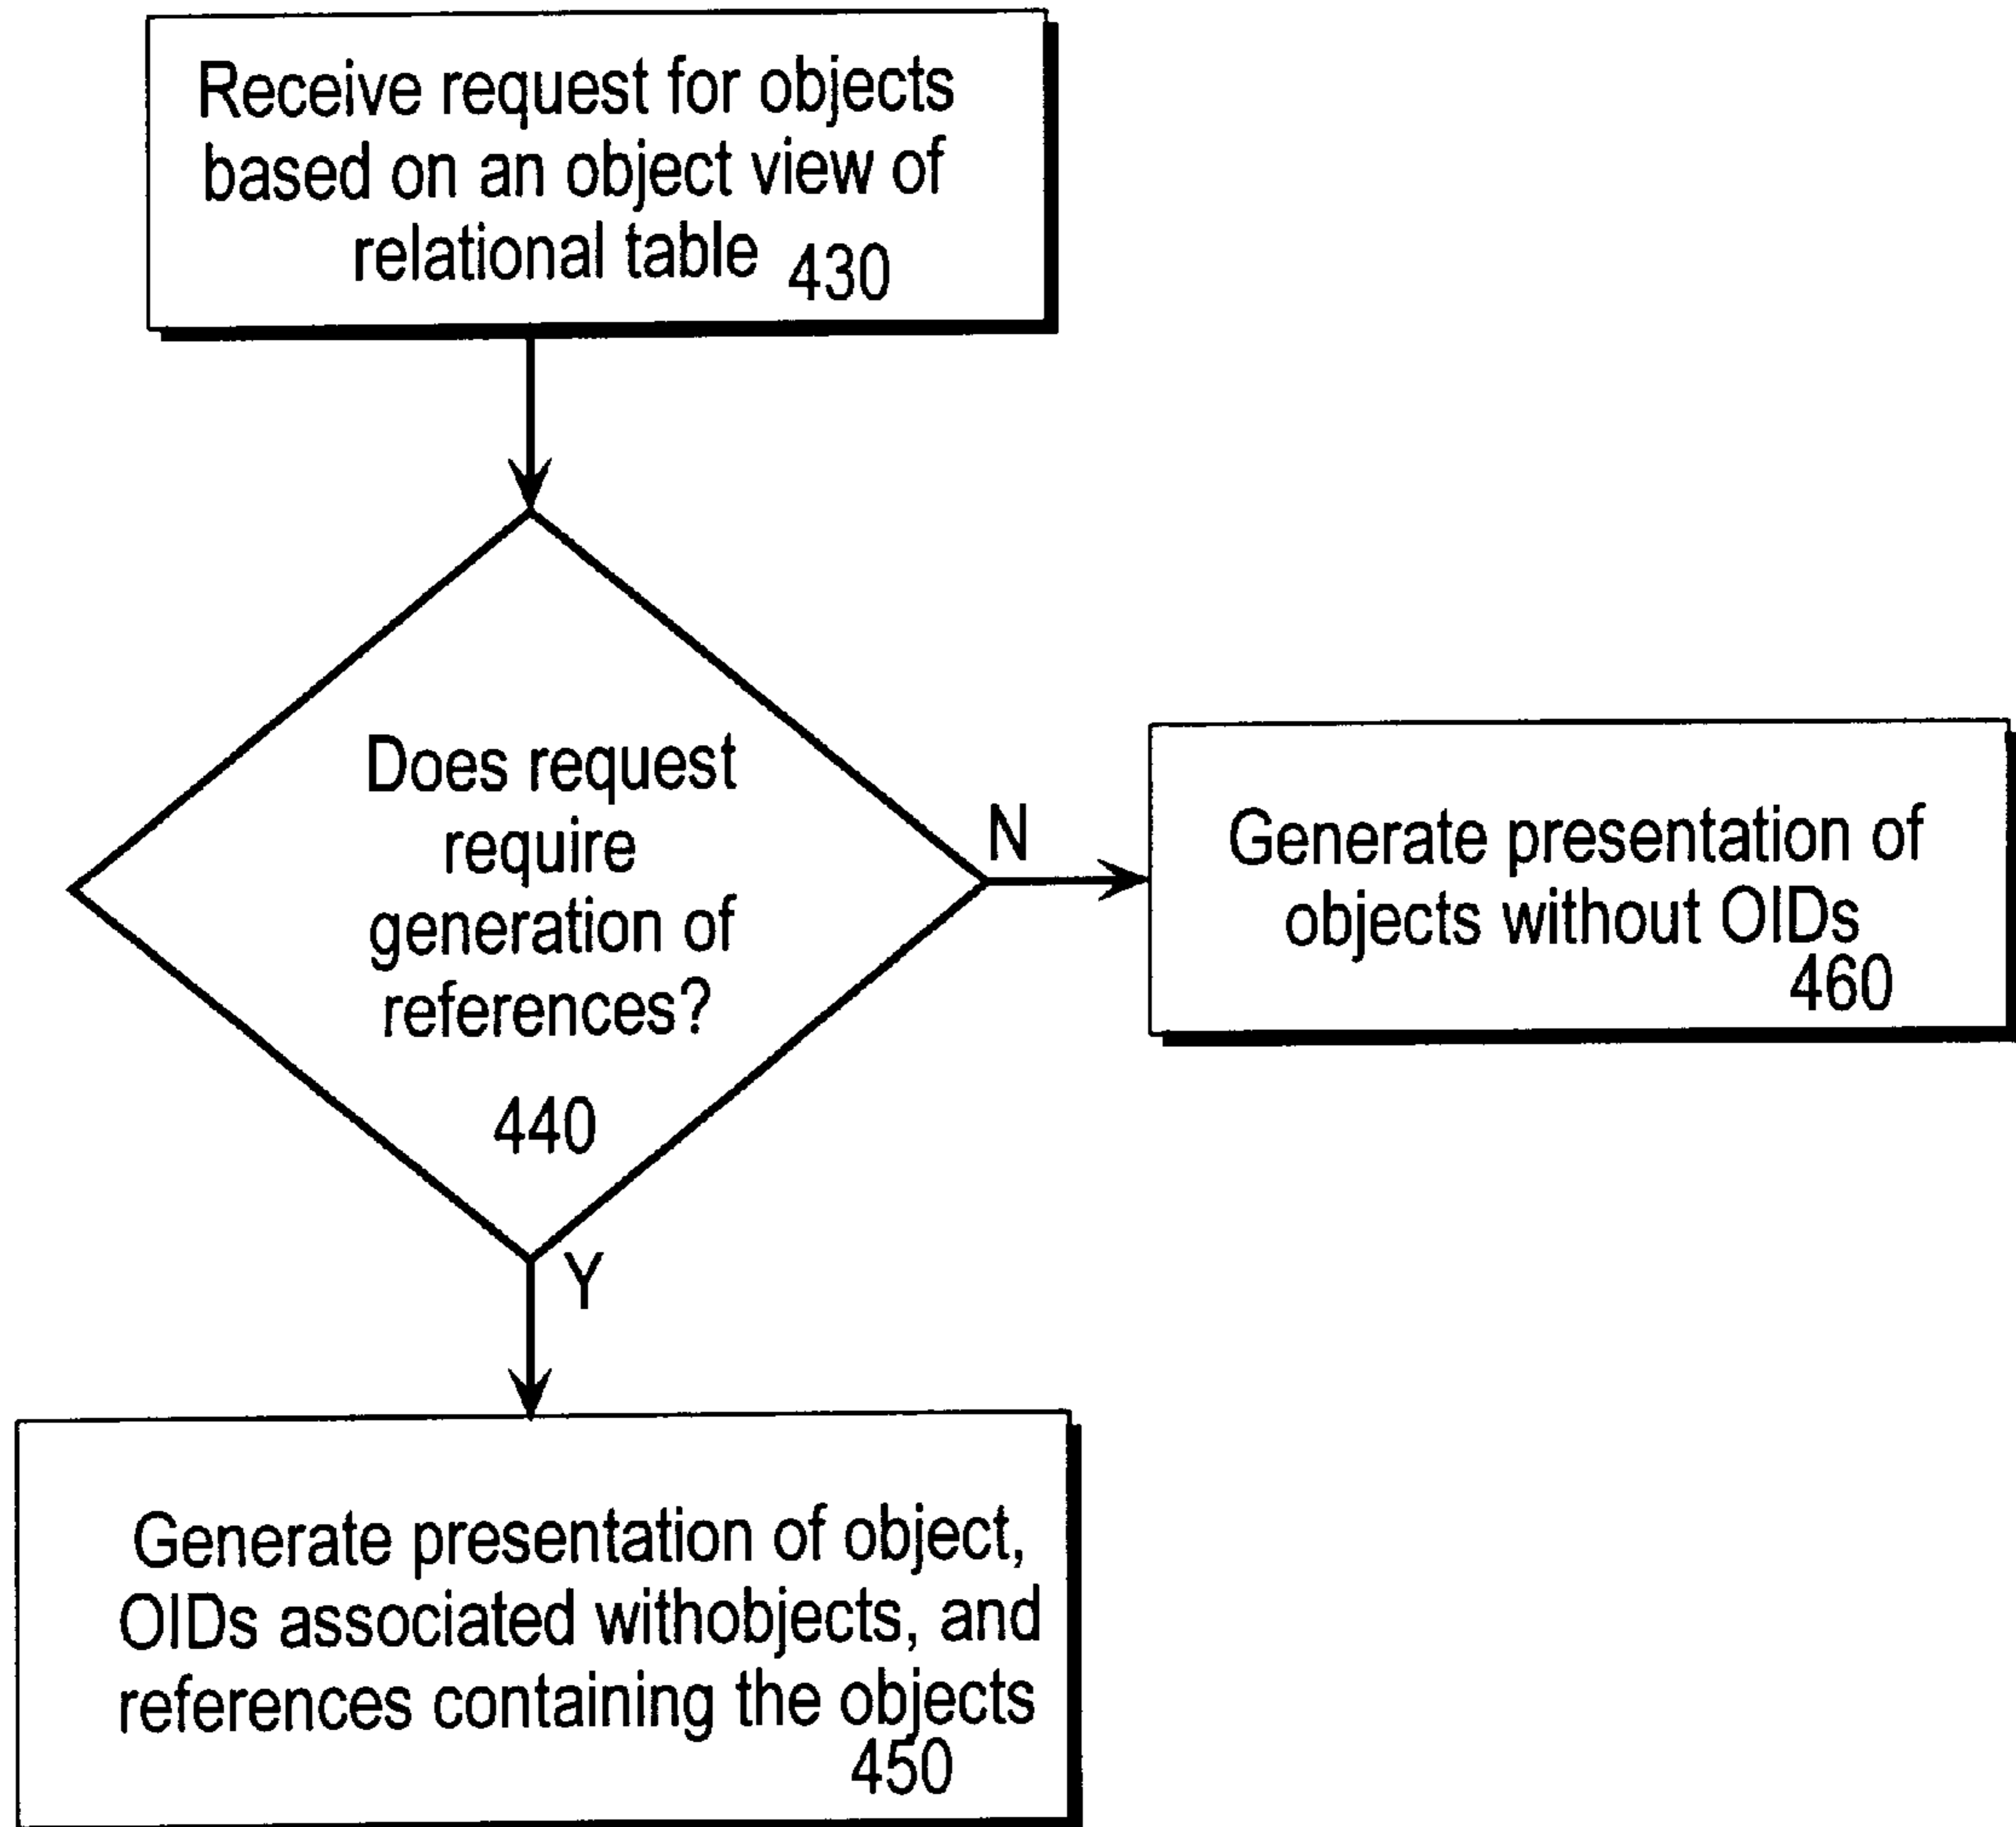 Receive request for objects
based on an object view of
relational table 430
Does request
require
generation of
references?
440
N
Generate presentation of
objects without OIDs
460
Y
Generate presentation of object,
OIDs associated withobjects, and
references containing the objects
450